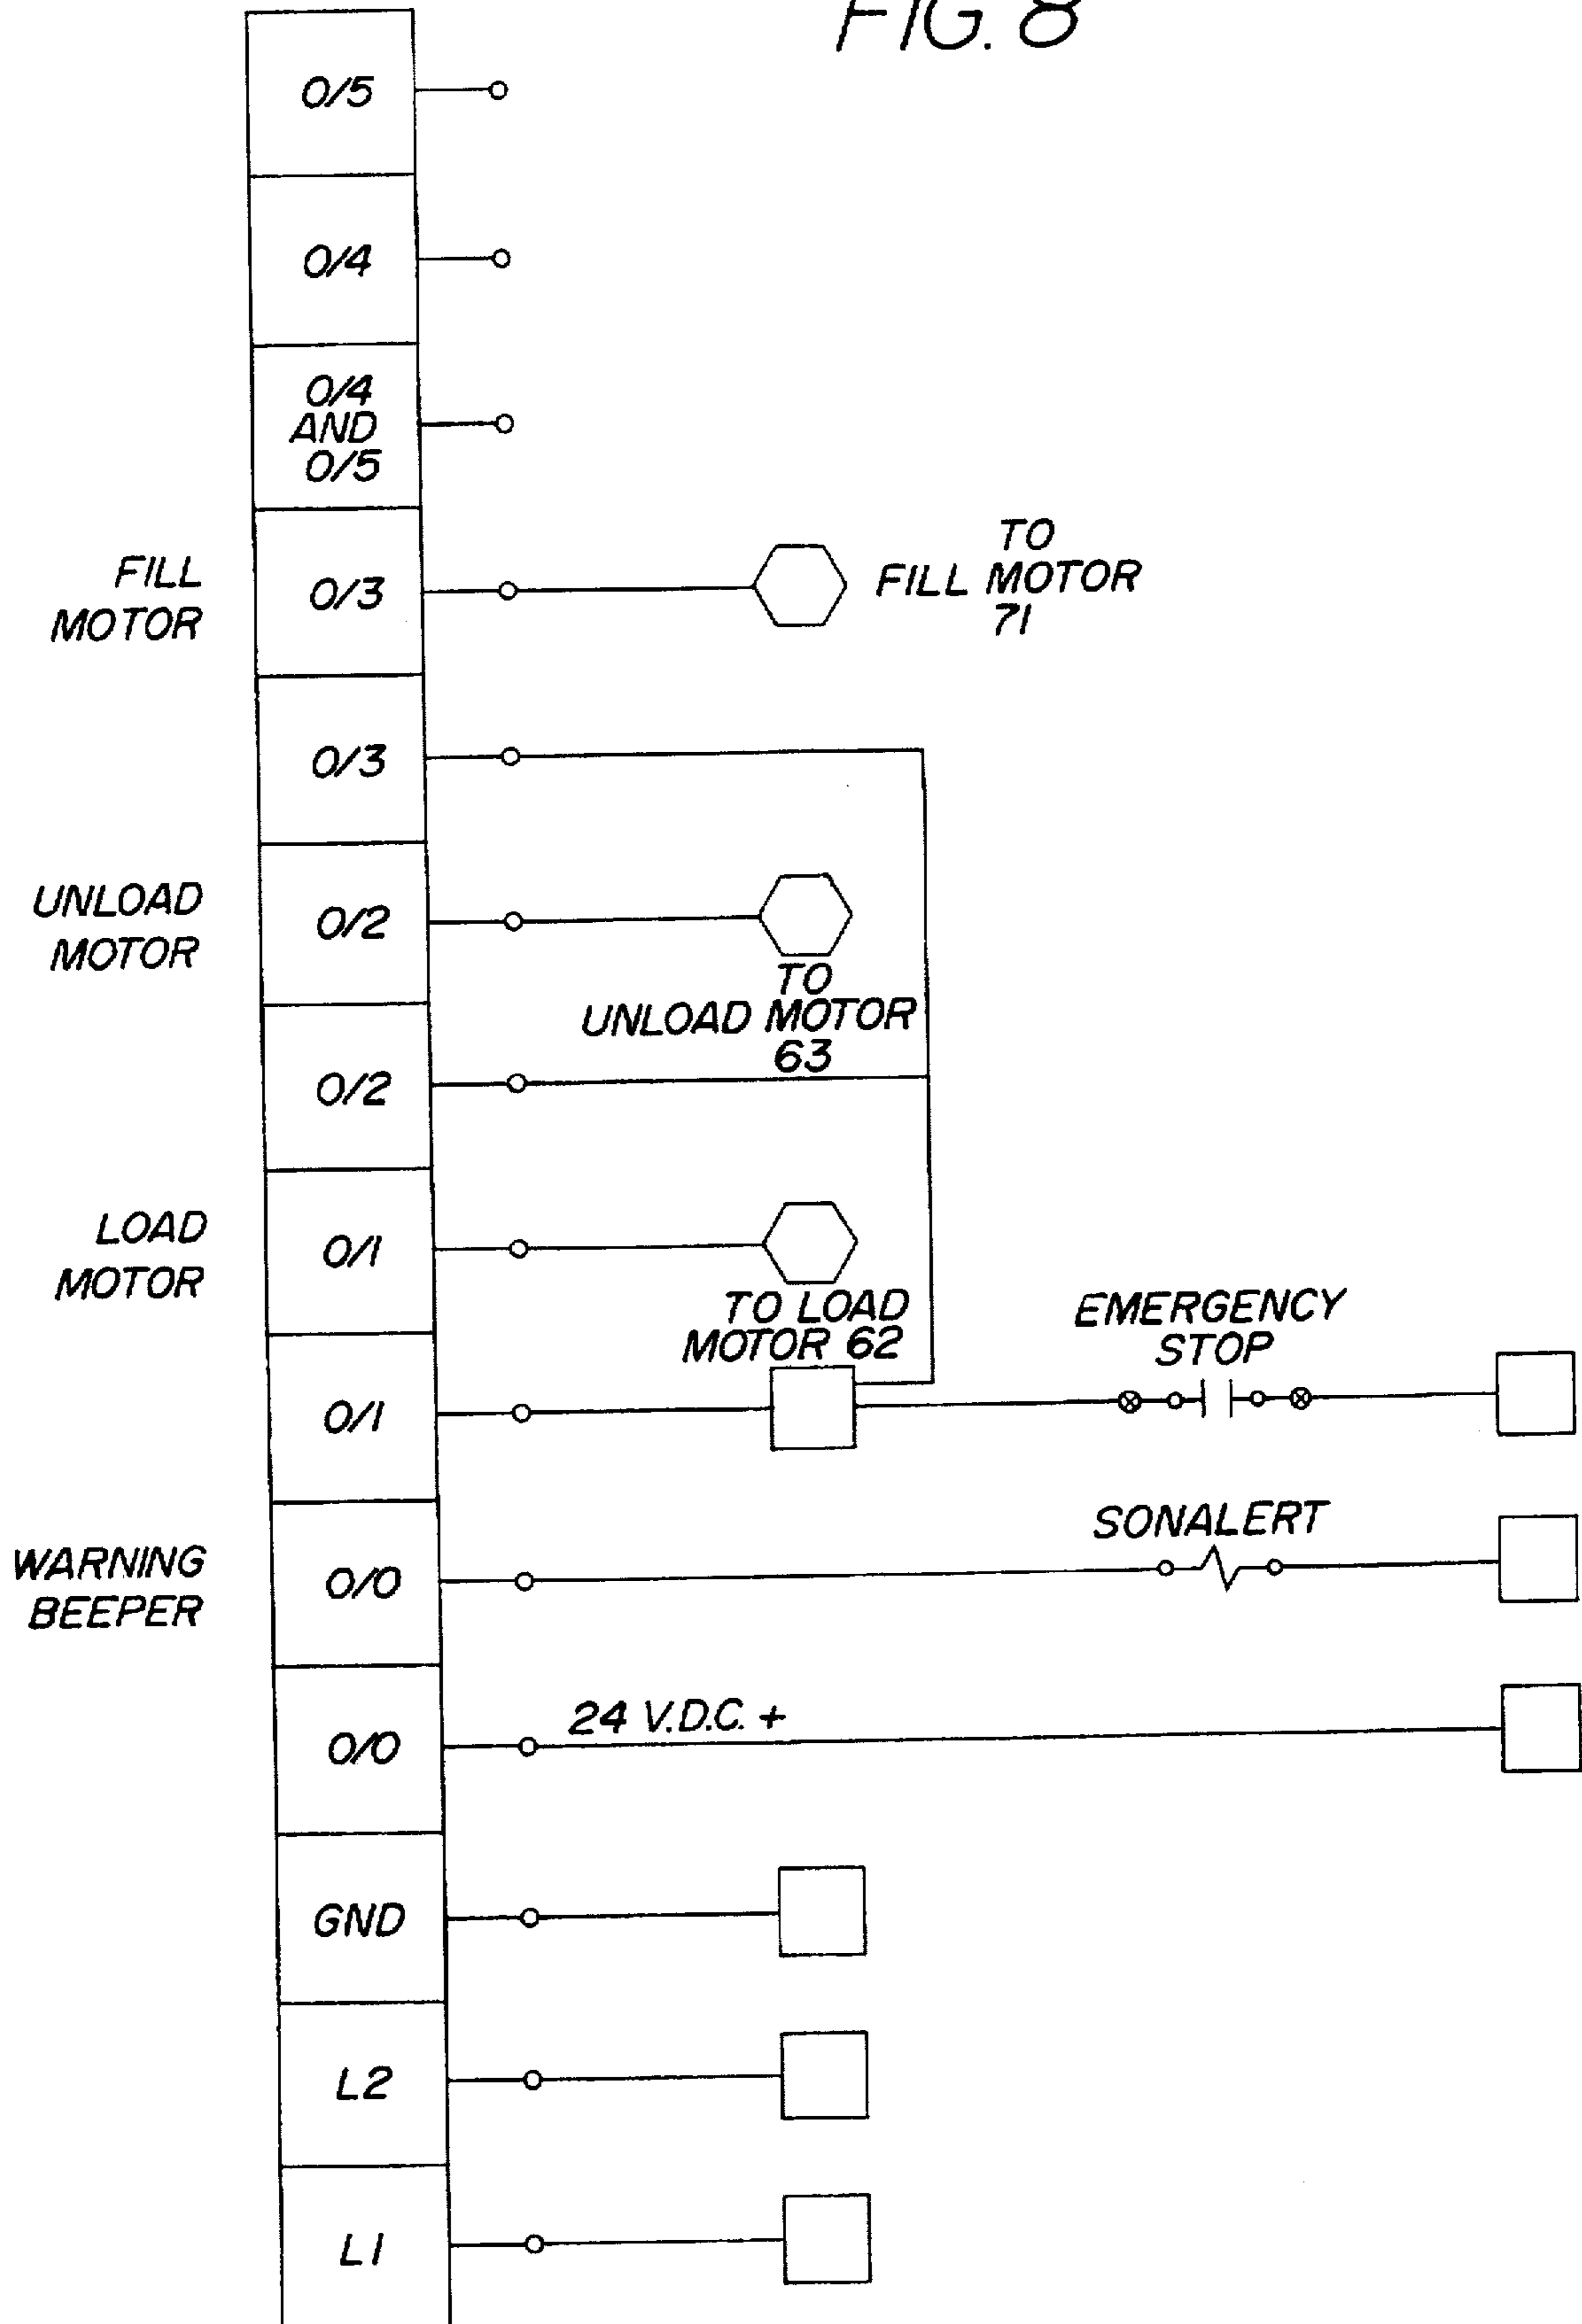 FIG. 8
0/5
0/4
0/4
AND
0/5
FILL
MOTOR
0/3
TO
FILL MOTOR
71
0/3
UNLOAD
MOTOR
0/2
TO
UNLOAD MOTOR
63
0/2
LOAD
MOTOR
0/1
TO LOAD
MOTOR 62
EMERGENCY
STOP
0/1
WARNING
BEEPER
0/0
SONALERT
0/0
24 V.D.C. +
GND
L2
L1